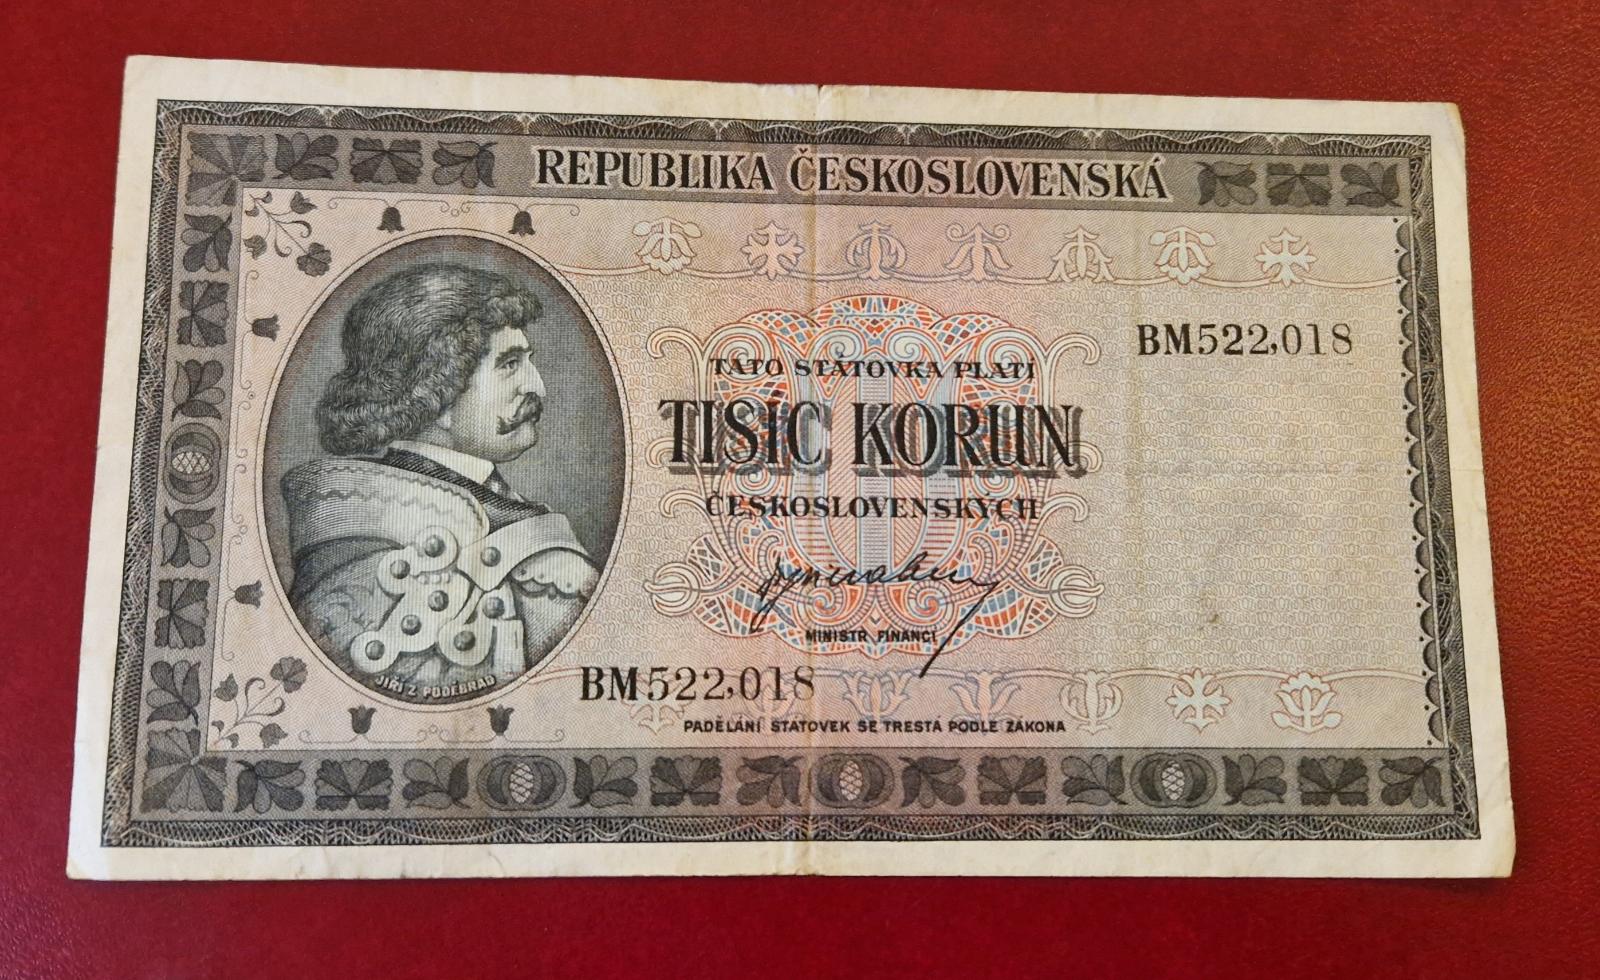 REPUBLIKA ČESKOSLOVENSKÁ
BM522,018
TATO STÁTOVKA PLATÍ
TISÍC KORUN
ČESKOSLOVENSKÝCH
MINISTR FINANCÍ
JIŘÍ Z PODĚBRAD
BM522,018
PADĚLÁNÍ STÁTOVEK SE TRESTÁ PODLE ZÁKONA